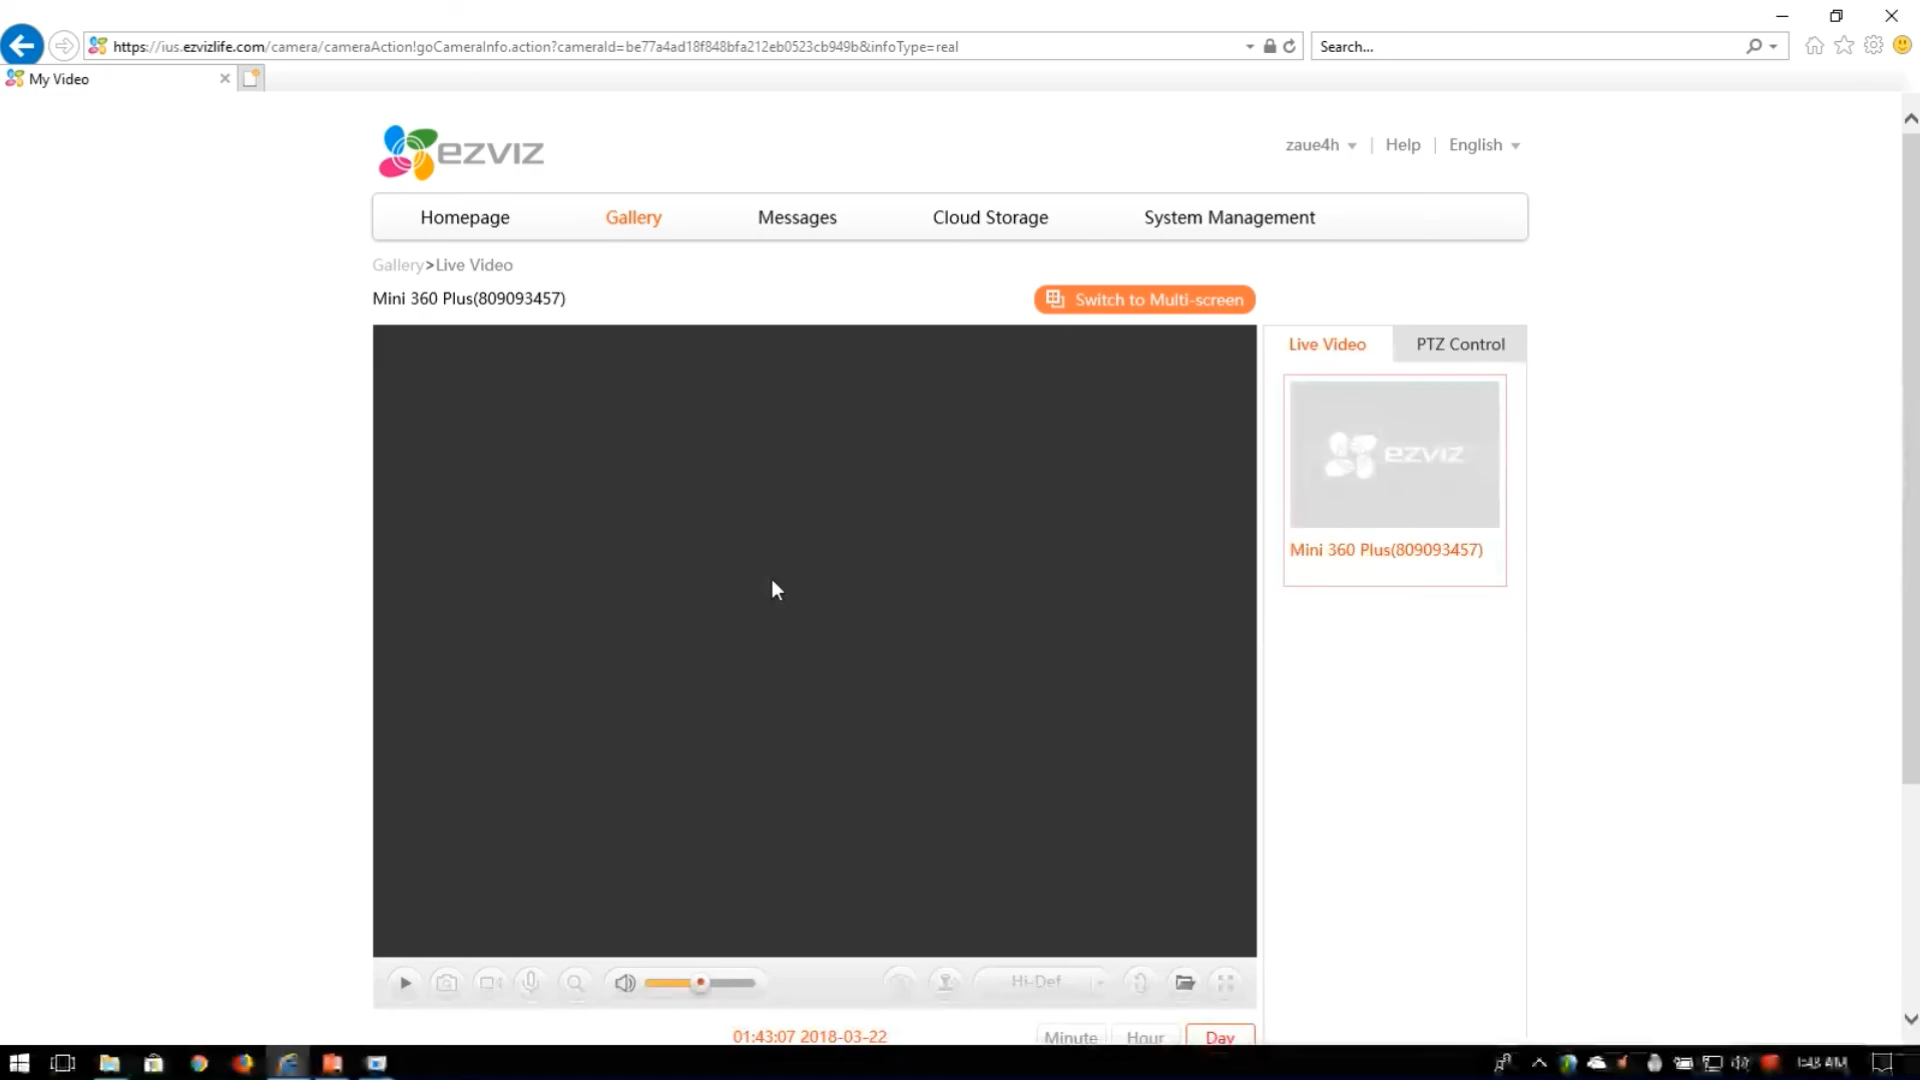 https://ius.ezvizlife.com/camera/cameraAction!goCameraInfo.action?cameraId=be77a4ad18f848bfa212eb0523cb949b&infoType=real
Search...
My Video
ezviz
zaue4h
Help
English
Homepage
Gallery
Messages
Cloud Storage
System Management
Gallery>Live Video
Mini 360 Plus(809093457)
Switch to Multi-screen
Live Video
PTZ Control
ezviz
Mini 360 Plus(809093457)
Hi-Def
01:43:07 2018-03-22
Minute
Hour
Day